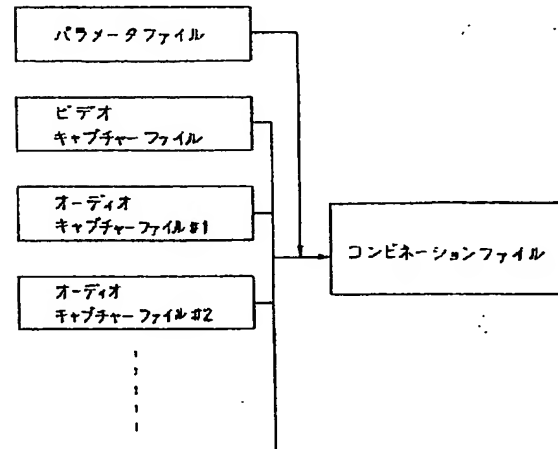 パラメータファイル
ビデオ
キャプチャーファイル
オーディオ
キャプチャーファイル#1
オーディオ
キャプチャーファイル#2
コンビネーションファイル